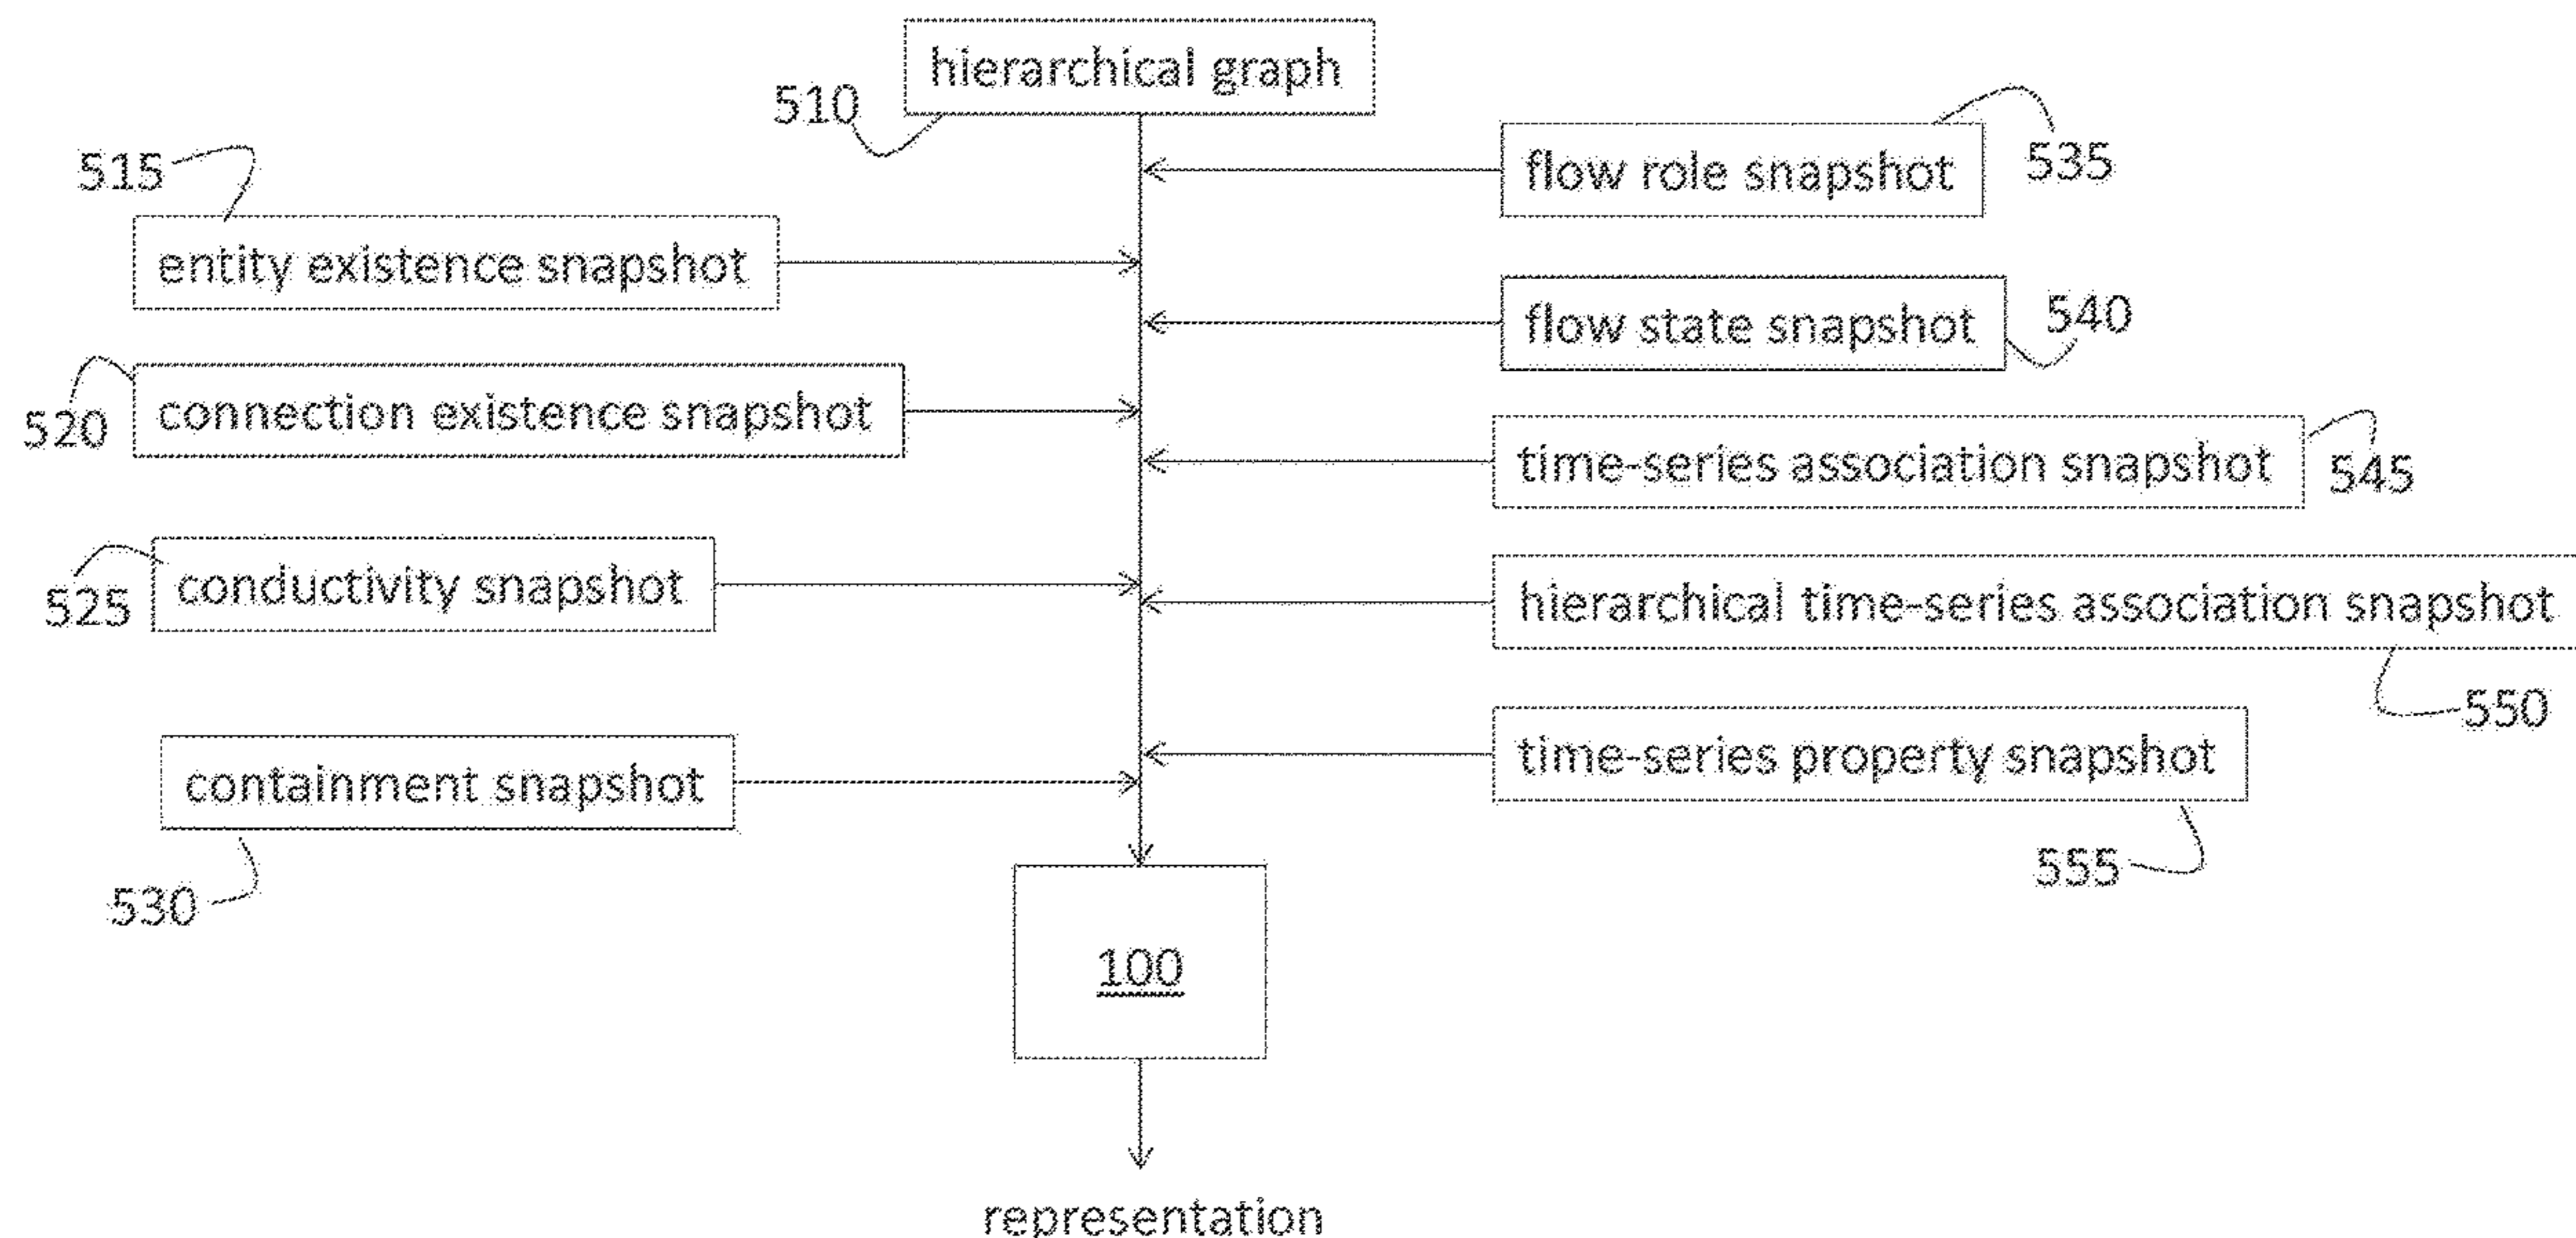 hierarchical graph
510
flow role snapshot
535
515
entity existence snapshot
flow state snapshot
540
520
connection existence snapshot
time-series association snapshot
545
525
conductivity snapshot
hierarchical time-series association snapshot
550
containment snapshot
530
time-series property snapshot
555
100
representation